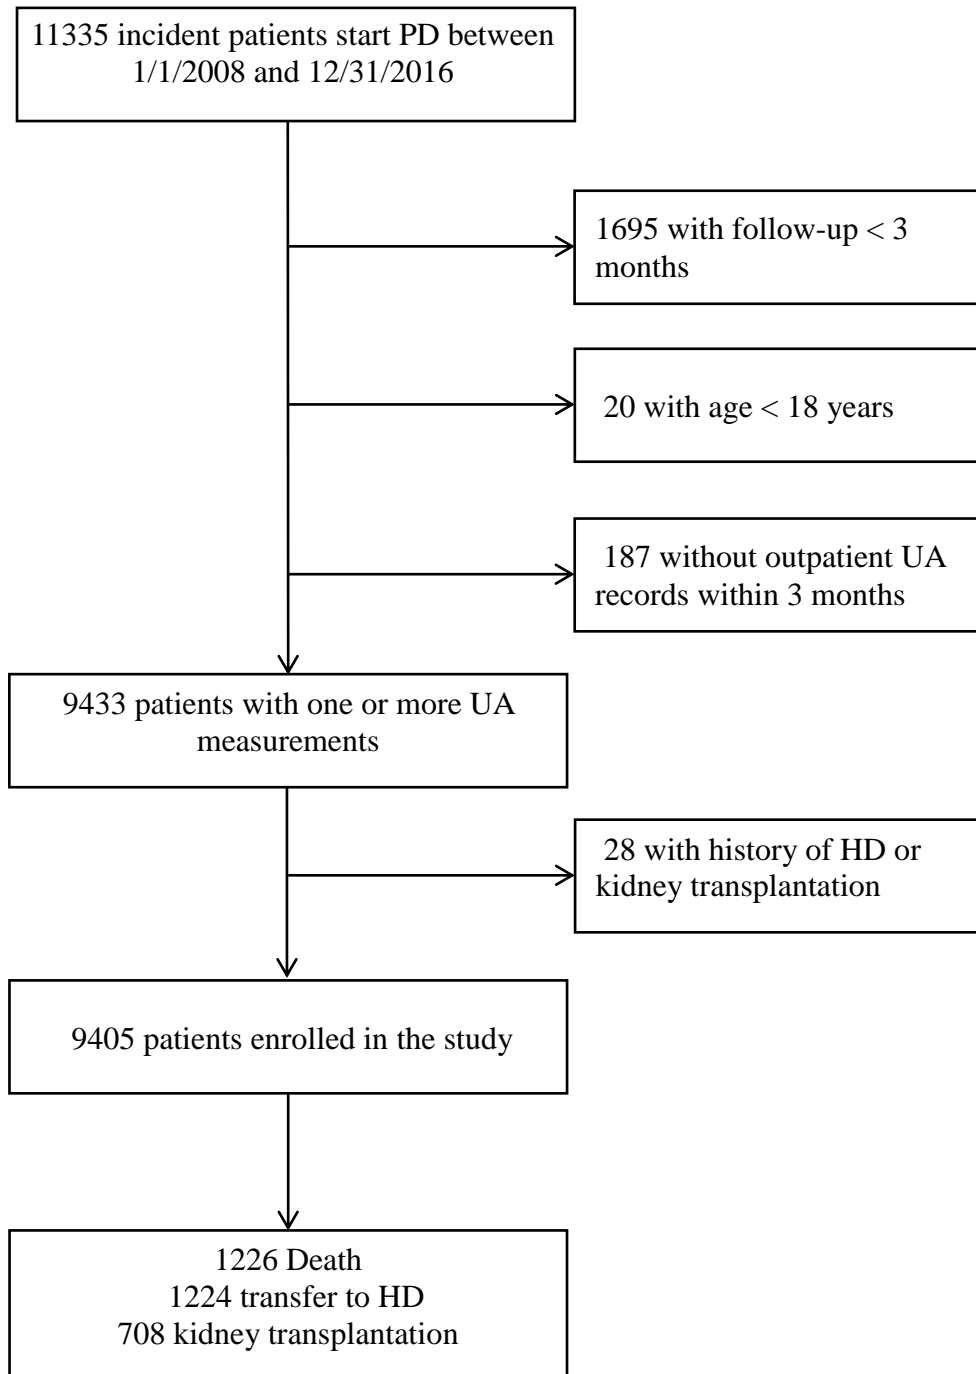 11335 incident patients start PD between
1/1/2008 and 12/31/2016
1695 with follow-up < 3
months
20 with age < 18 years
187 without outpatient UA
records within 3 months
9433 patients with one or more UA
measurements
28 with history of HD or
kidney transplantation
9405 patients enrolled in the study
1226 Death
1224 transfer to HD
708 kidney transplantation